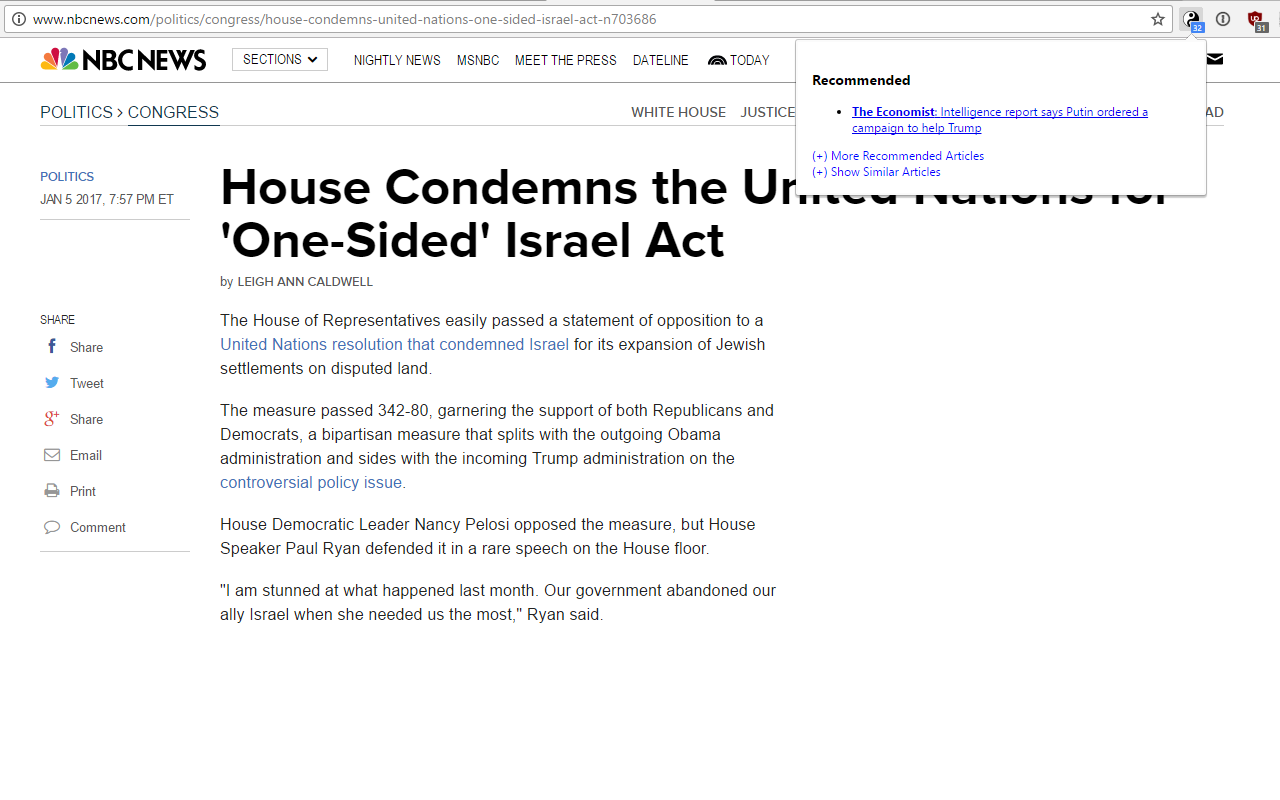 www.nbcnews.com/politics/congress/house-condemns-united-nations-one-sided-israel-act-n703686
32
31
NBC NEWS
SECTIONS
NIGHTLY NEWS
MSNBC
MEET THE PRESS
DATELINE
TODAY
Recommended
The Economist: Intelligence report says Putin ordered a
campaign to help Trump
(+) More Recommended Articles
(+) Show Similar Articles
POLITICS > CONGRESS
WHITE HOUSE
JUSTICE
AD
POLITICS
JAN 5 2017, 7:57 PM ET
House Condemns the United Nations for
'One-Sided' Israel Act
by LEIGH ANN CALDWELL
SHARE
Share
Tweet
Share
Email
Print
Comment
The House of Representatives easily passed a statement of opposition to a
United Nations resolution that condemned Israel for its expansion of Jewish
settlements on disputed land.
The measure passed 342-80, garnering the support of both Republicans and
Democrats, a bipartisan measure that splits with the outgoing Obama
administration and sides with the incoming Trump administration on the
controversial policy issue.
House Democratic Leader Nancy Pelosi opposed the measure, but House
Speaker Paul Ryan defended it in a rare speech on the House floor.
"I am stunned at what happened last month. Our government abandoned our
ally Israel when she needed us the most," Ryan said.